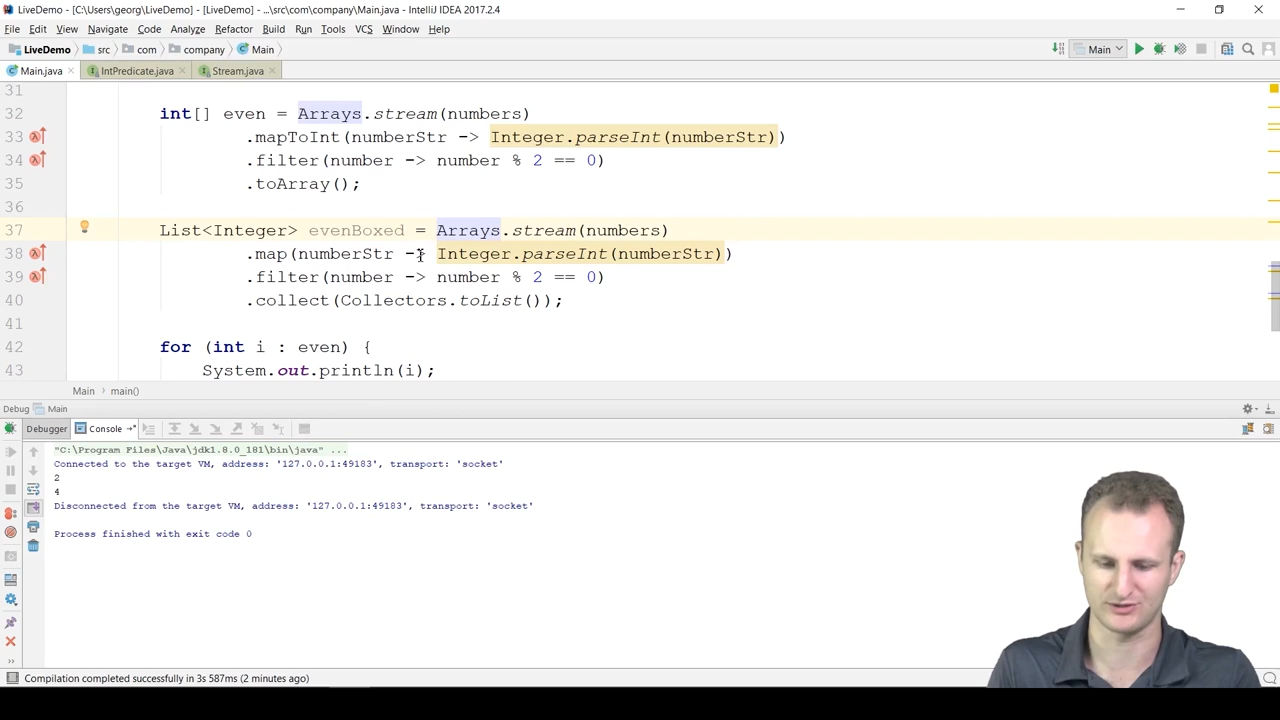 LiveDemo - [C:\Users\georg\LiveDemo] - [LiveDemo] - ...\src\com\company\Main.java - IntelliJ IDEA 2017.2.4
File Edit View Navigate Code Analyze Refactor Build Run Tools VCS Window Help
LiveDemo src com company Main Main
Main.java IntPredicate.java Stream.java
31
32 int[] even = Arrays.stream(numbers)
33 .mapToInt(numberStr -> Integer.parseInt(numberStr))
34 .filter(number -> number % 2 == 0)
35 .toArray();
36
37 List<Integer> evenBoxed = Arrays.stream(numbers)
38 .map(numberStr -> Integer.parseInt(numberStr))
39 .filter(number -> number % 2 == 0)
40 .collect(Collectors.toList());
41
42 for (int i : even) {
43 System.out.println(i);
Main main()
Debug Main
Debugger Console
"C:\Program Files\Java\jdk1.8.0_181\bin\java" ...
Connected to the target VM, address: '127.0.0.1:49183', transport: 'socket'
2
4
Disconnected from the target VM, address: '127.0.0.1:49183', transport: 'socket'
Process finished with exit code 0
Compilation completed successfully in 3s 587ms (2 minutes ago)